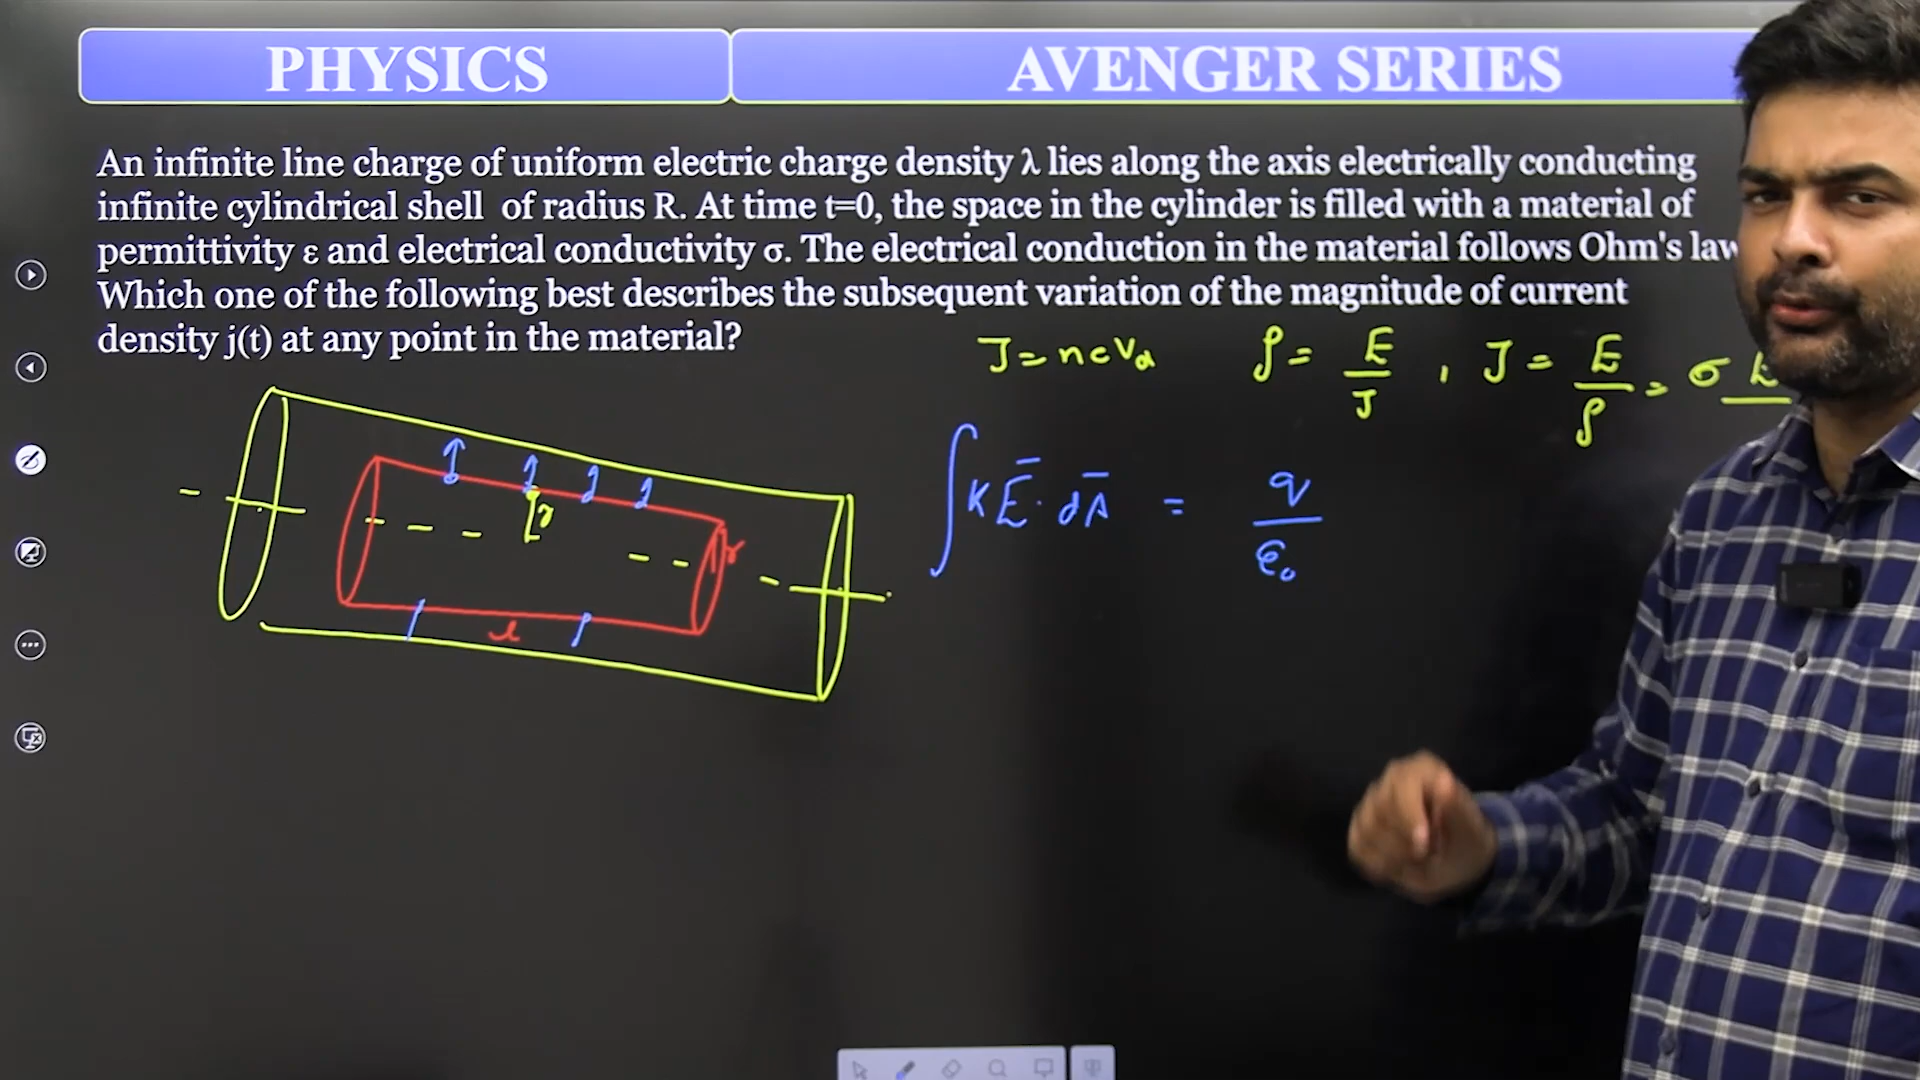 PHYSICS
AVENGER SERIES
An infinite line charge of uniform electric charge density λ lies along the axis electrically conducting
infinite cylindrical shell of radius R. At time t=0, the space in the cylinder is filled with a material of
permittivity ε and electrical conductivity σ. The electrical conduction in the material follows Ohm's law
Which one of the following best describes the subsequent variation of the magnitude of current
density j(t) at any point in the material?
J = neVd
ρ = E/J , J = E/ρ = σE
∫KE̅·dA̅ = q/ε₀
r
r
l